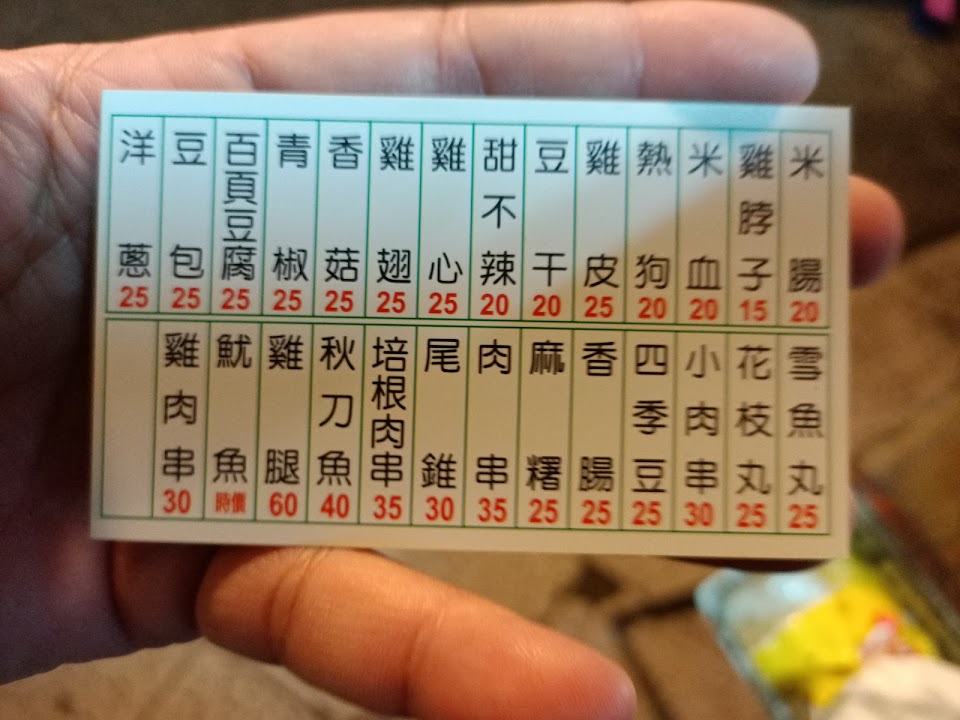 米腸
20
雞脖子
15
米血
20
熱狗
20
雞皮
25
豆干
20
甜不辣
20
雞心
25
雞翅
25
香菇
25
青椒
25
百頁豆腐
25
豆包
25
洋蔥
25
雪魚丸
25
花枝丸
25
小肉串
30
四季豆
25
香腸
25
麻糬
25
肉串
35
尾錐
30
培根肉串
35
秋刀魚
40
雞腿
60
魷魚
時價
雞肉串
30